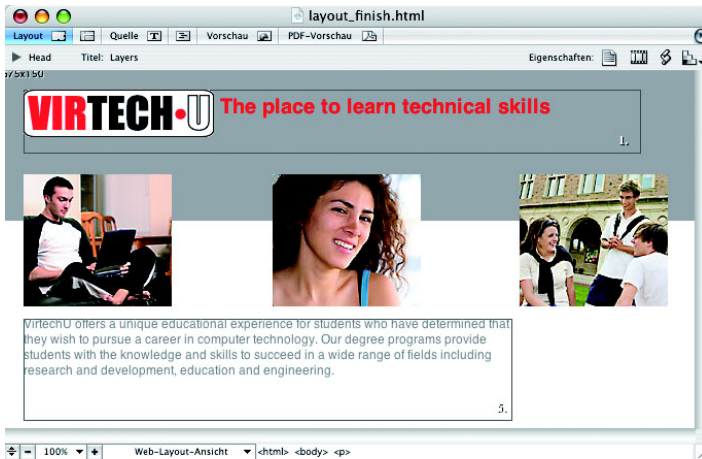 layout_finish.html
Layout Quelle T Vorschau PDF-Vorschau
Head Titel: Layers Eigenschaften:
675x150
VIRTECH•U The place to learn technical skills
1.
VirtechU offers a unique educational experience for students who have determined that
they wish to pursue a career in computer technology. Our degree programs provide
students with the knowledge and skills to succeed in a wide range of fields including
research and development, education and engineering.
5.
100% Web-Layout-Ansicht <html> <body> <p>